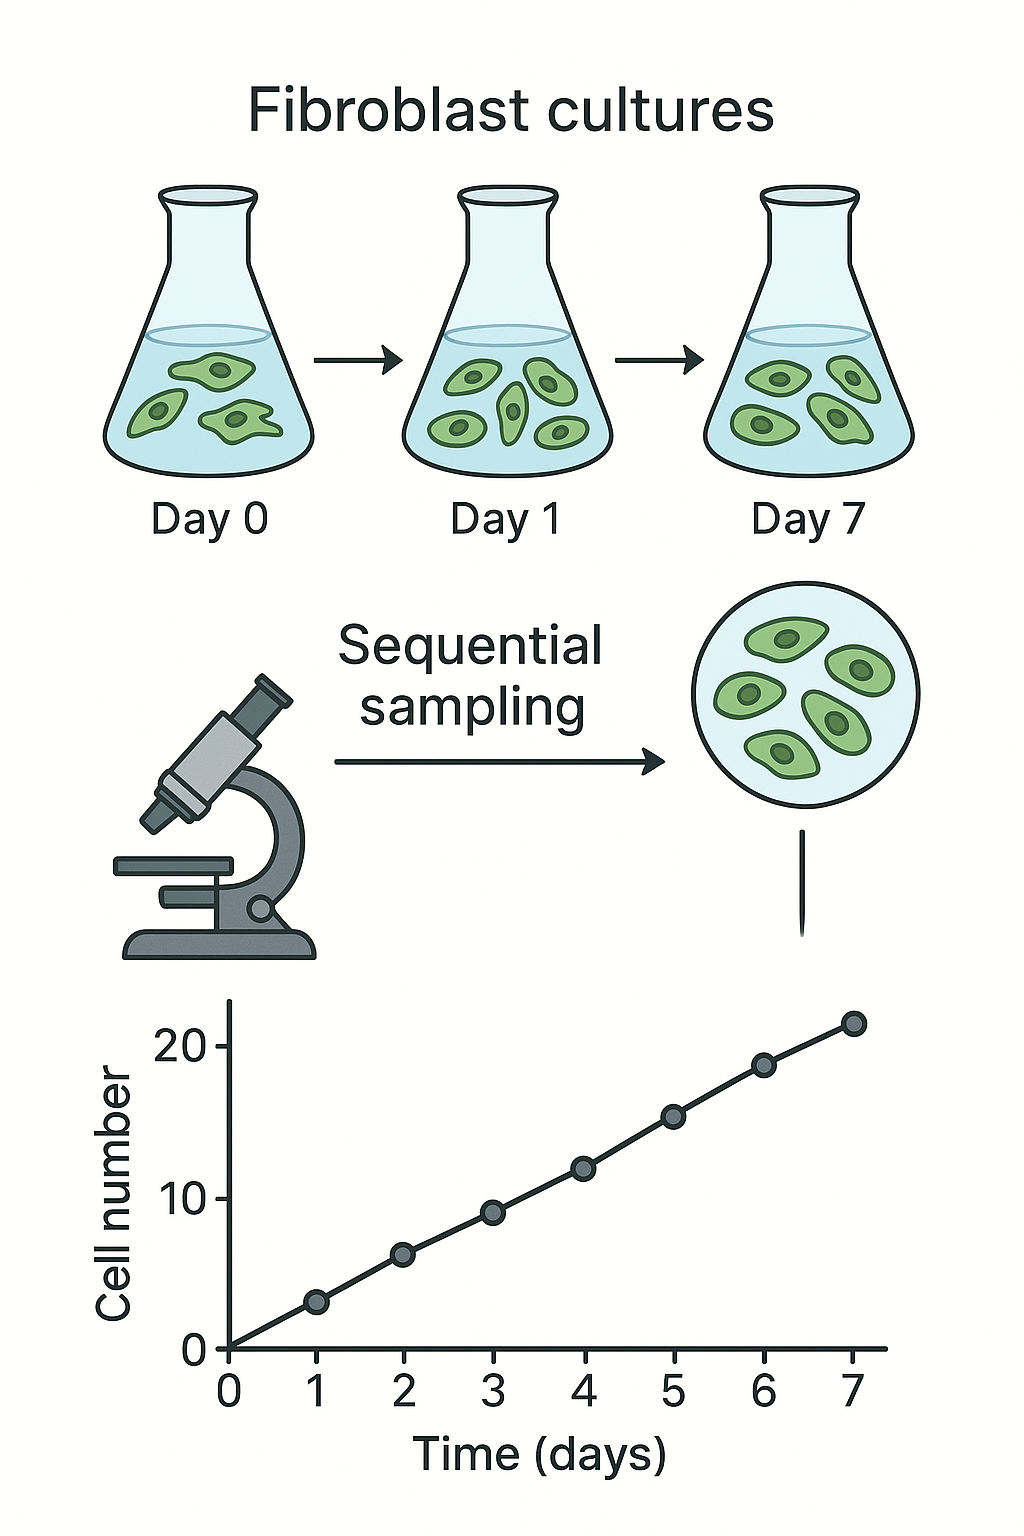 Fibroblast cultures
Day 0
Day 1
Day 7
Sequential
sampling
Cell number
20
10
0
0 1 2 3 4 5 6 7
Time (days)